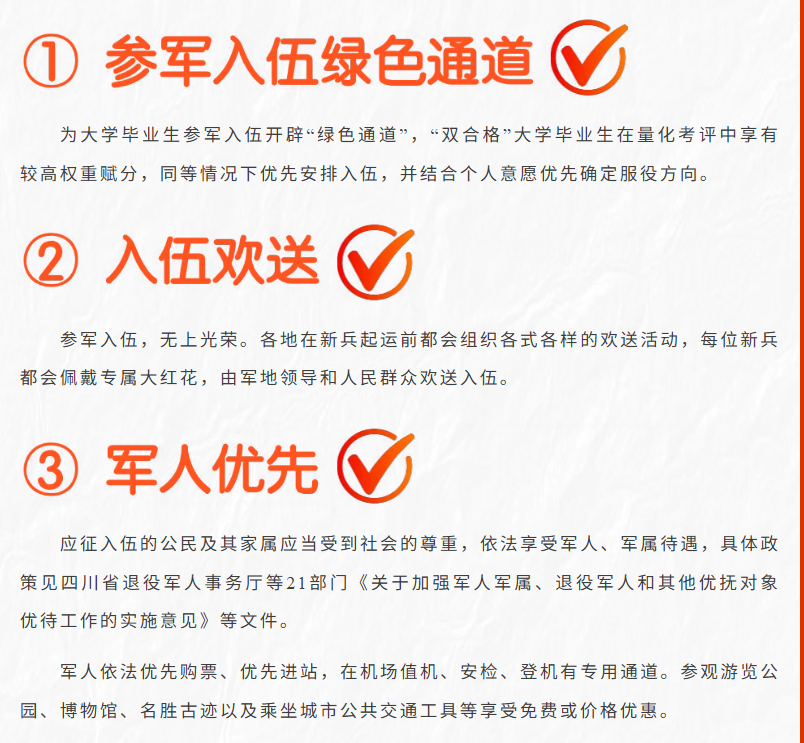 ① 参军入伍绿色通道
为大学毕业生参军入伍开辟“绿色通道”，“双合格”大学毕业生在量化考评中享有
较高权重赋分，同等情况下优先安排入伍，并结合个人意愿优先确定服役方向。
② 入伍欢送
参军入伍，无上光荣。各地在新兵起运前都会组织各式各样的欢送活动，每位新兵
都会佩戴专属大红花，由军地领导和人民群众欢送入伍。
③ 军人优先
应征入伍的公民及其家属应当受到社会的尊重，依法享受军人、军属待遇，具体政
策见四川省退役军人事务厅等21部门《关于加强军人军属、退役军人和其他优抚对象
优待工作的实施意见》等文件。
军人依法优先购票、优先进站，在机场值机、安检、登机有专用通道。参观游览公
园、博物馆、名胜古迹以及乘坐城市公共交通工具等享受免费或价格优惠。